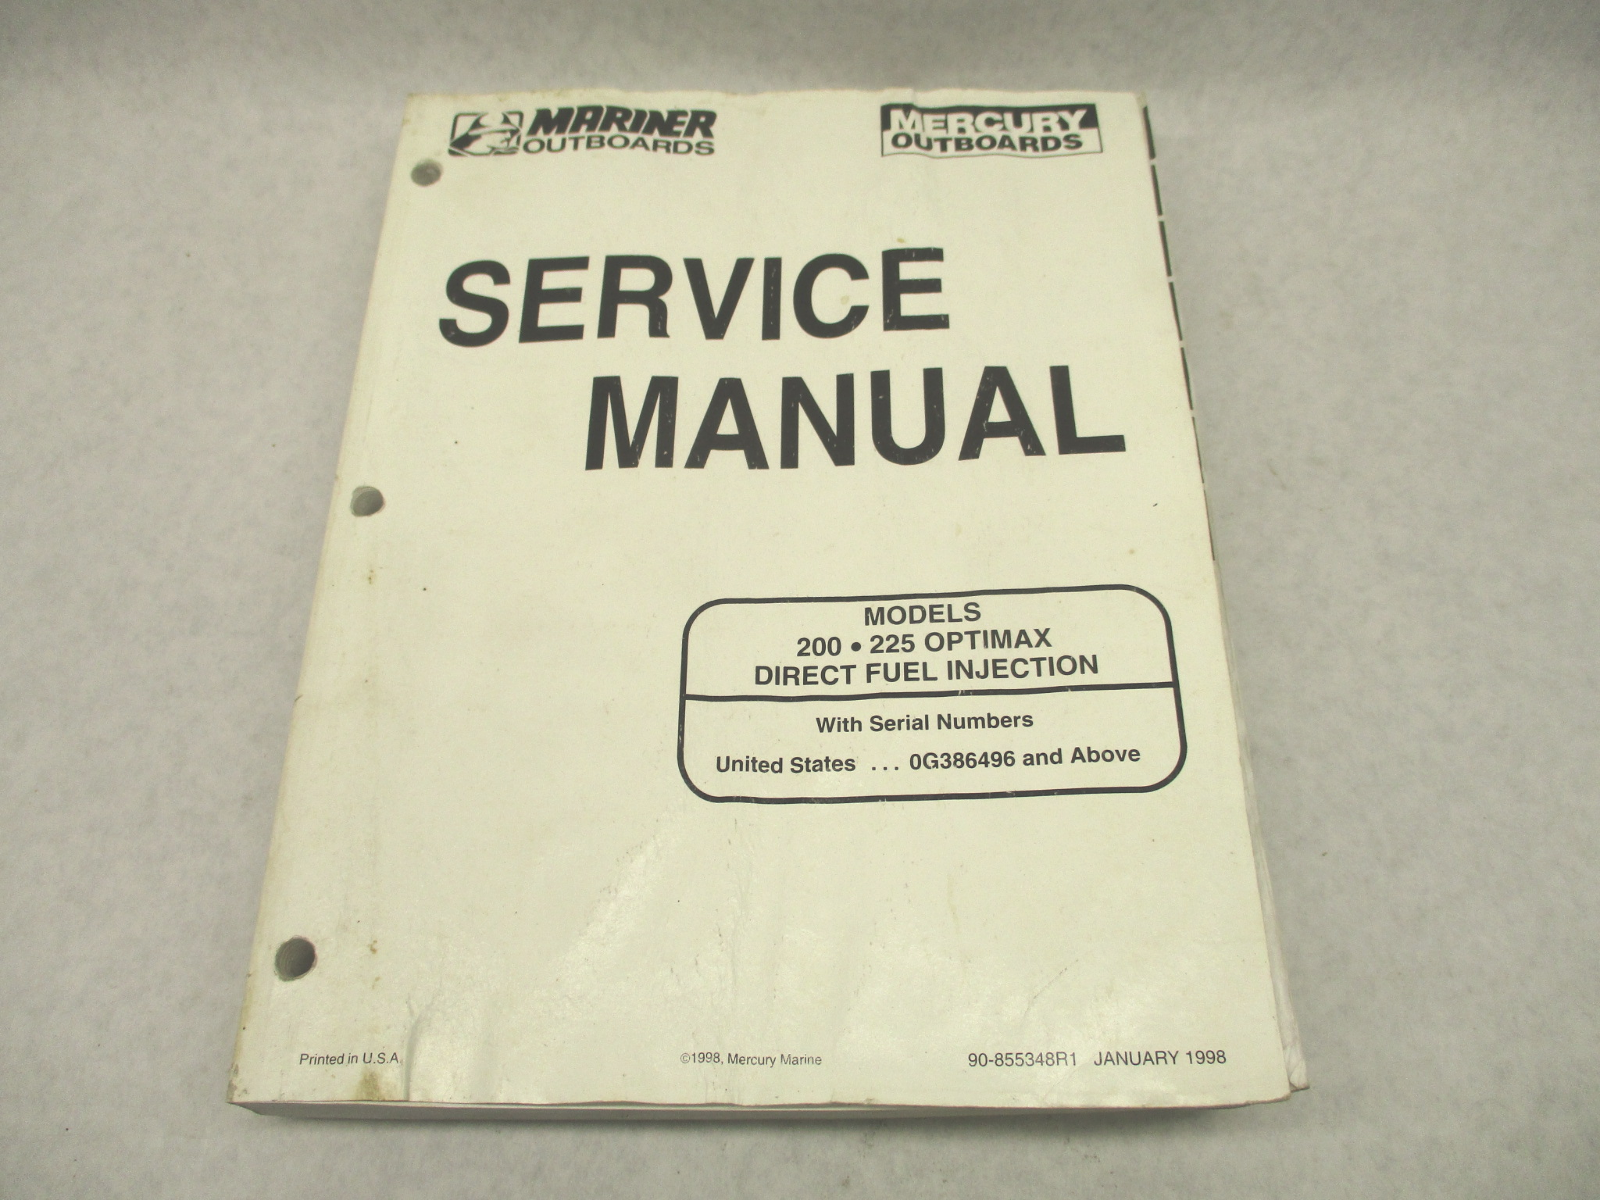 MARINER
OUTBOARDS
MERCURY
OUTBOARDS
SERVICE
MANUAL
MODELS
200 • 225 OPTIMAX
DIRECT FUEL INJECTION
With Serial Numbers
United States ... 0G386496 and Above
Printed in U.S.A.
©1998, Mercury Marine
90-855348R1 JANUARY 1998